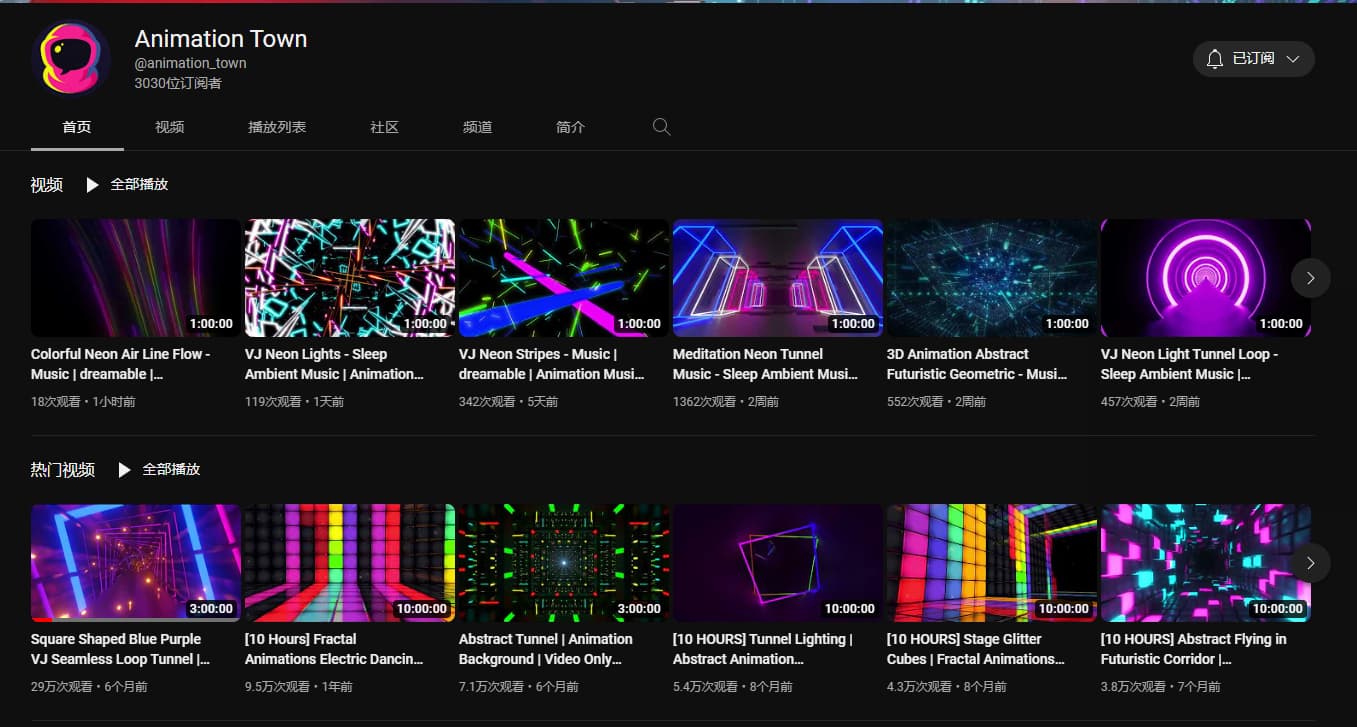 Animation Town
@animation_town
3030位订阅者
已订阅
首页 视频 播放列表 社区 频道 简介
视频 全部播放
1:00:00 1:00:00 1:00:00 1:00:00 1:00:00 1:00:00
Colorful Neon Air Line Flow -
Music | dreamable |...
18次观看・1小时前
VJ Neon Lights - Sleep
Ambient Music | Animation...
119次观看・1天前
VJ Neon Stripes - Music |
dreamable | Animation Musi...
342次观看・5天前
Meditation Neon Tunnel
Music - Sleep Ambient Musi...
1362次观看・2周前
3D Animation Abstract
Futuristic Geometric - Musi...
552次观看・2周前
VJ Neon Light Tunnel Loop -
Sleep Ambient Music |...
457次观看・2周前
热门视频 全部播放
3:00:00 10:00:00 3:00:00 10:00:00 10:00:00 10:00:00
Square Shaped Blue Purple
VJ Seamless Loop Tunnel |...
29万次观看・6个月前
[10 Hours] Fractal
Animations Electric Dancin...
9.5万次观看・1年前
Abstract Tunnel | Animation
Background | Video Only...
7.1万次观看・6个月前
[10 HOURS] Tunnel Lighting |
Abstract Animation...
5.4万次观看・8个月前
[10 HOURS] Stage Glitter
Cubes | Fractal Animations...
4.3万次观看・8个月前
[10 HOURS] Abstract Flying in
Futuristic Corridor |...
3.8万次观看・7个月前